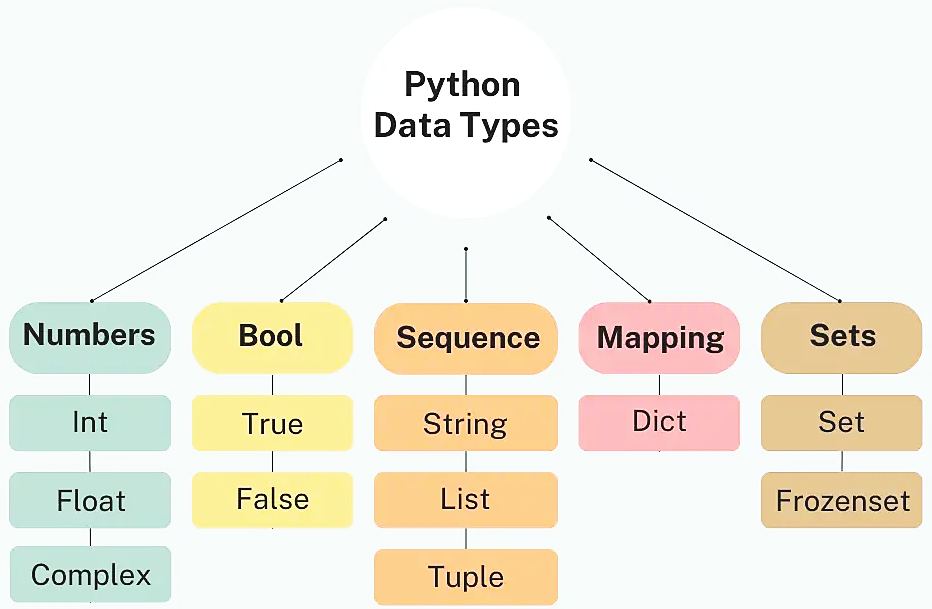 Python
Data Types
Numbers
Bool
Sequence
Mapping
Sets
Int
True
String
Dict
Set
Float
False
List
Frozenset
Complex
Tuple